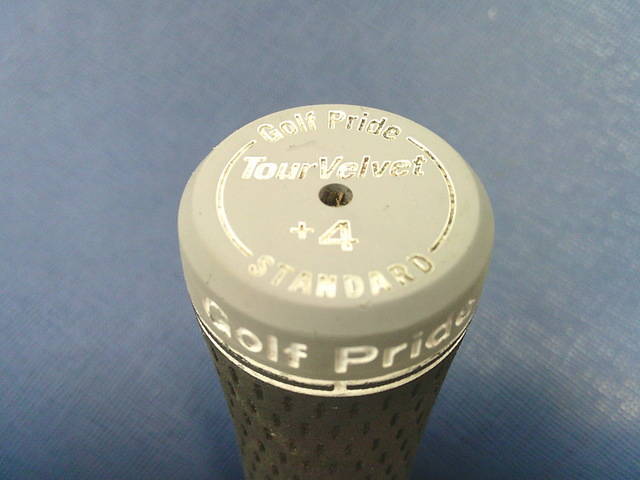 Golf Pride
TourVelvet
+4
STANDARD
Golf Pride